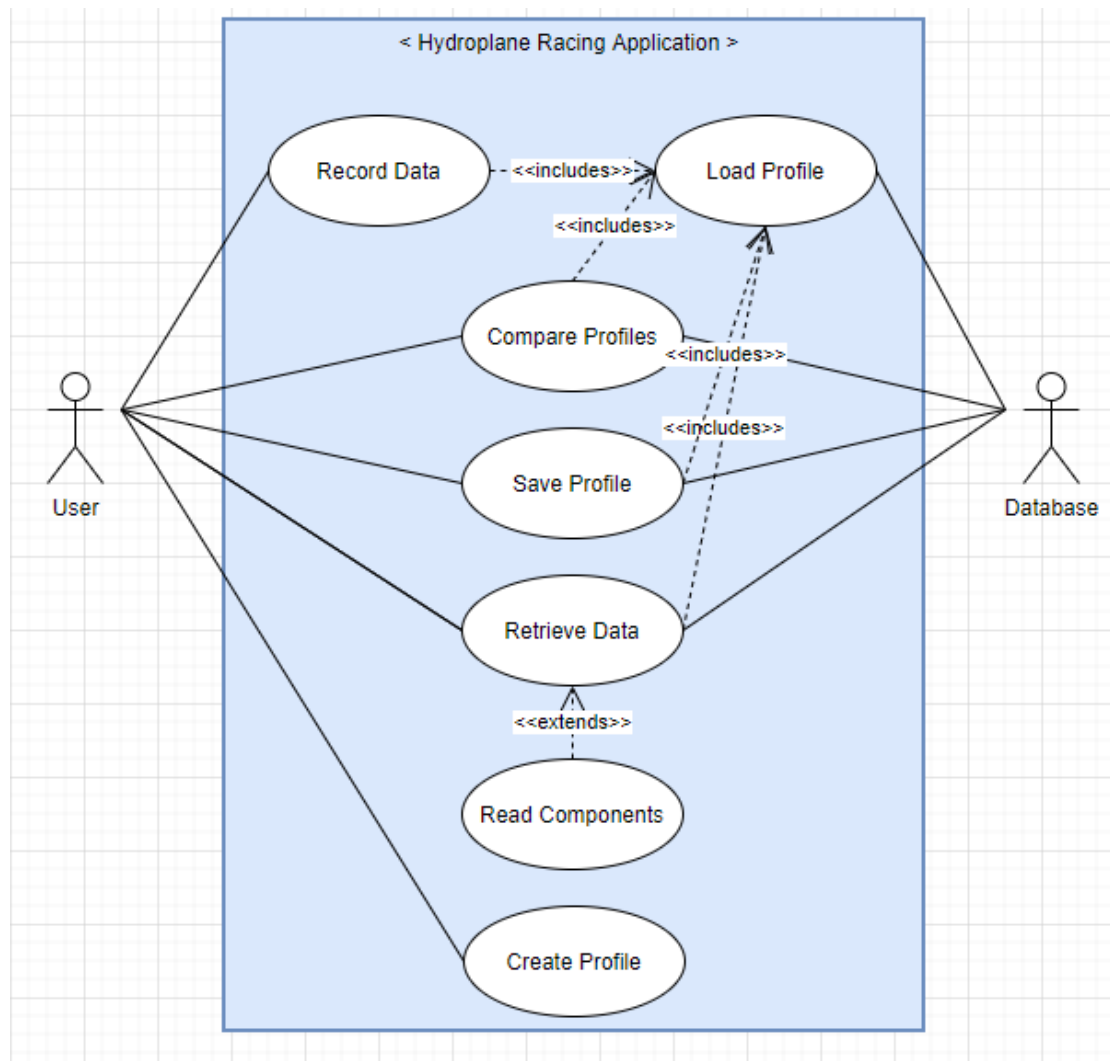 < Hydroplane Racing Application >
Record Data
<<includes>>
Load Profile
<<includes>>
Compare Profiles
<<includes>>
<<includes>>
Save Profile
User
Database
Retrieve Data
<<extends>>
Read Components
Create Profile